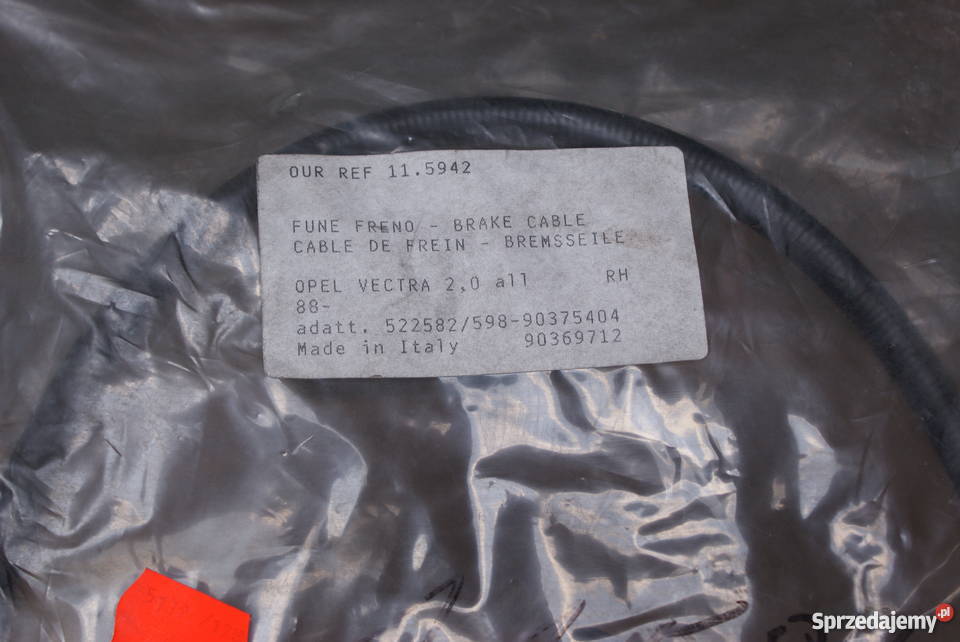 OUR REF 11.5942
FUNE FRENO - BRAKE CABLE
CABLE DE FREIN - BREMSSEILE
OPEL VECTRA 2,0 all RH
88-
adatt. 522582/598-90375404
Made in Italy 90369712
Sprzedajemy.pl